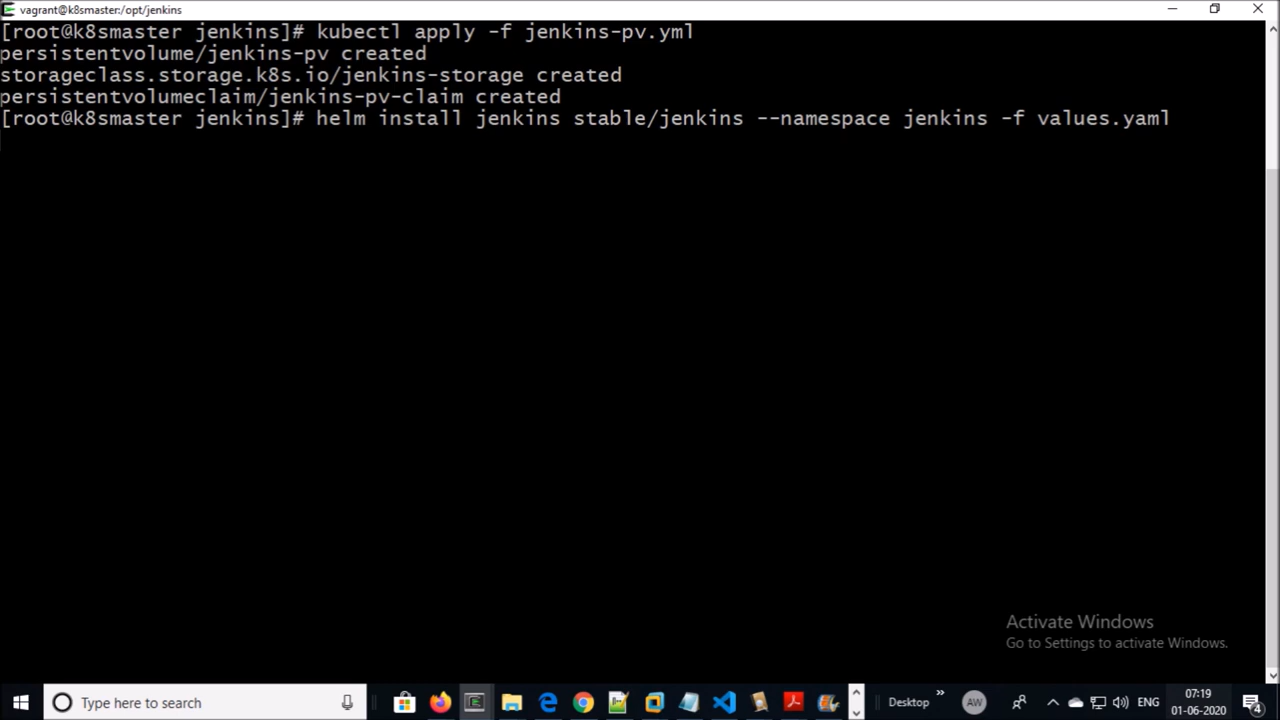 vagrant@k8smaster:/opt/jenkins
[root@k8smaster jenkins]# kubectl apply -f jenkins-pv.yml
persistentvolume/jenkins-pv created
storageclass.storage.k8s.io/jenkins-storage created
persistentvolumeclaim/jenkins-pv-claim created
[root@k8smaster jenkins]# helm install jenkins stable/jenkins --namespace jenkins -f values.yaml
Activate Windows
Go to Settings to activate Windows.
Type here to search
Desktop
AW
ENG
07:19
01-06-2020
4